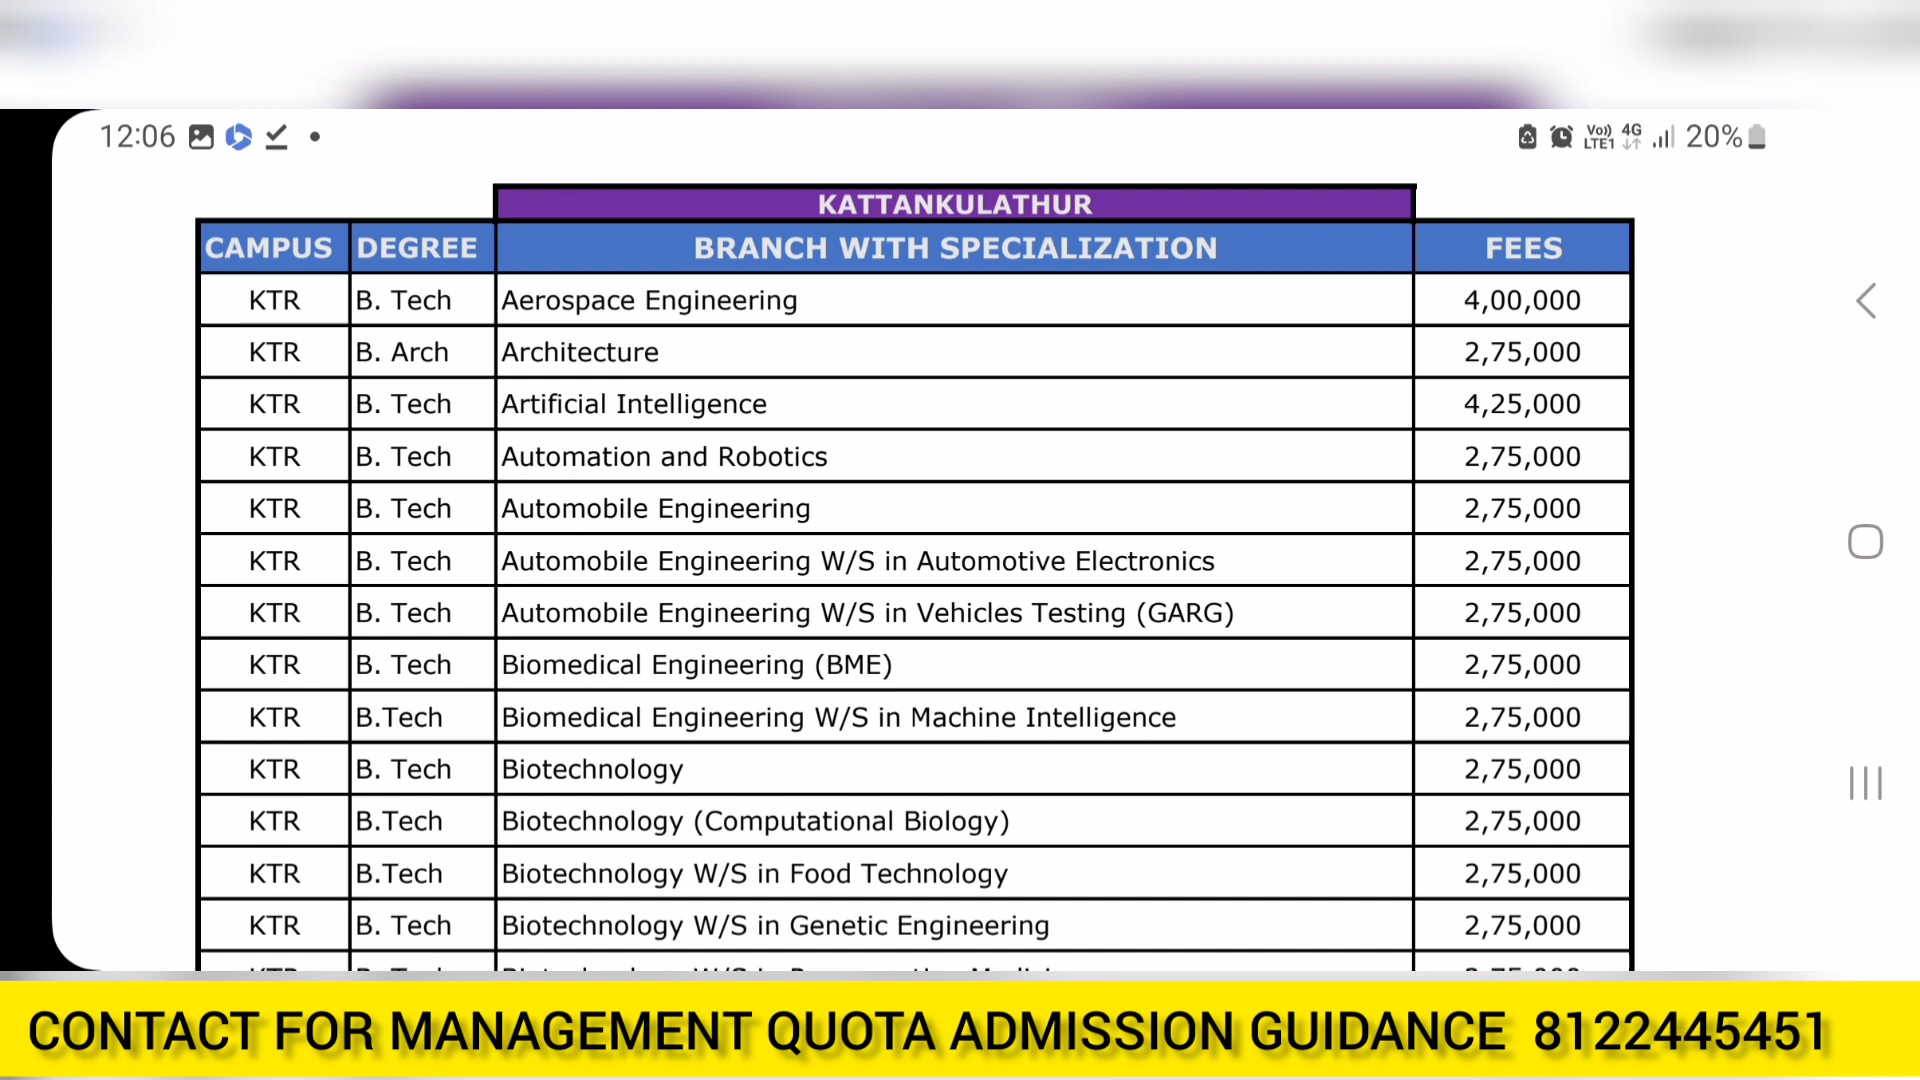 12:06 Vo)) LTE1 4G 20%
KATTANKULATHUR
CAMPUS DEGREE BRANCH WITH SPECIALIZATION FEES
KTR B. Tech Aerospace Engineering 4,00,000
KTR B. Arch Architecture 2,75,000
KTR B. Tech Artificial Intelligence 4,25,000
KTR B. Tech Automation and Robotics 2,75,000
KTR B. Tech Automobile Engineering 2,75,000
KTR B. Tech Automobile Engineering W/S in Automotive Electronics 2,75,000
KTR B. Tech Automobile Engineering W/S in Vehicles Testing (GARG) 2,75,000
KTR B. Tech Biomedical Engineering (BME) 2,75,000
KTR B.Tech Biomedical Engineering W/S in Machine Intelligence 2,75,000
KTR B. Tech Biotechnology 2,75,000
KTR B.Tech Biotechnology (Computational Biology) 2,75,000
KTR B.Tech Biotechnology W/S in Food Technology 2,75,000
KTR B. Tech Biotechnology W/S in Genetic Engineering 2,75,000
CONTACT FOR MANAGEMENT QUOTA ADMISSION GUIDANCE 8122445451